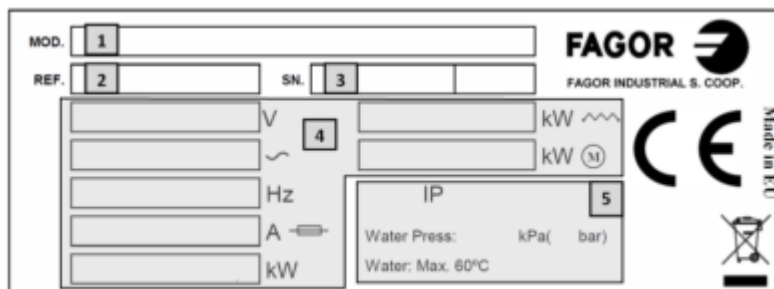 MOD. 1
FAGOR
REF. 2 SN. 3
FAGOR INDUSTRIAL S. COOP.
V 4 kW
kW M
Hz
IP 5
A
Water Press: kPa( bar)
kW
Water: Max. 60ºC
CE
Made in EU